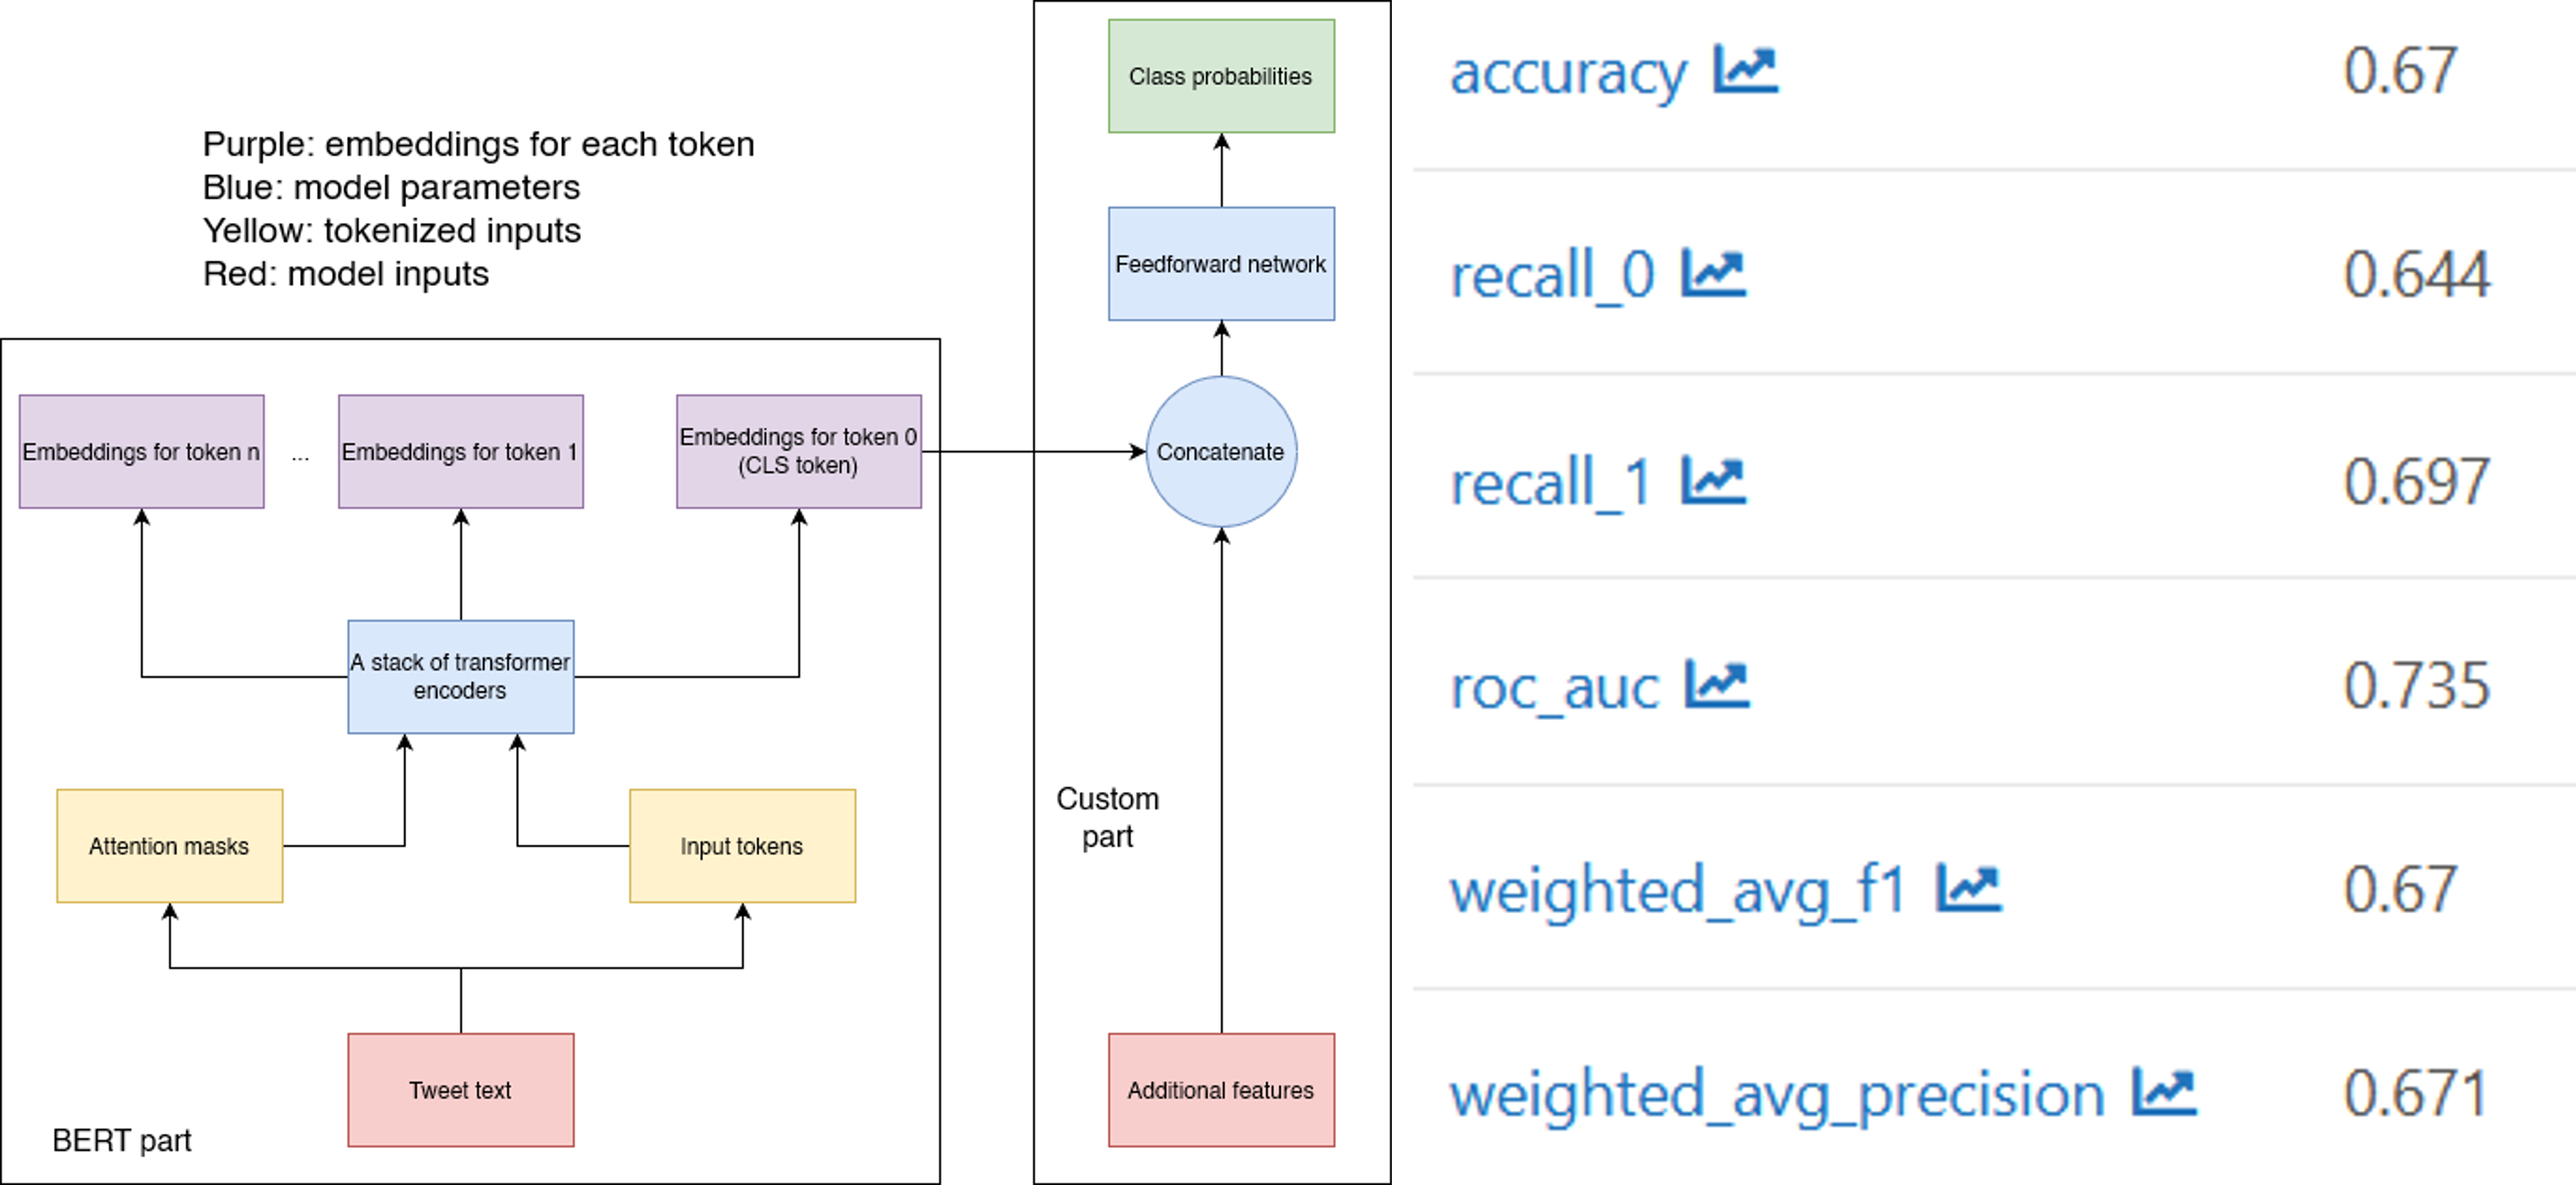 Purple: embeddings for each token
Blue: model parameters
Yellow: tokenized inputs
Red: model inputs
Embeddings for token n
...
Embeddings for token 1
Embeddings for token 0
(CLS token)
A stack of transformer
encoders
Attention masks
Input tokens
Tweet text
BERT part
Class probabilities
Feedforward network
Concatenate
Custom
part
Additional features
accuracy 0.67
recall_0 0.644
recall_1 0.697
roc_auc 0.735
weighted_avg_f1 0.67
weighted_avg_precision 0.671